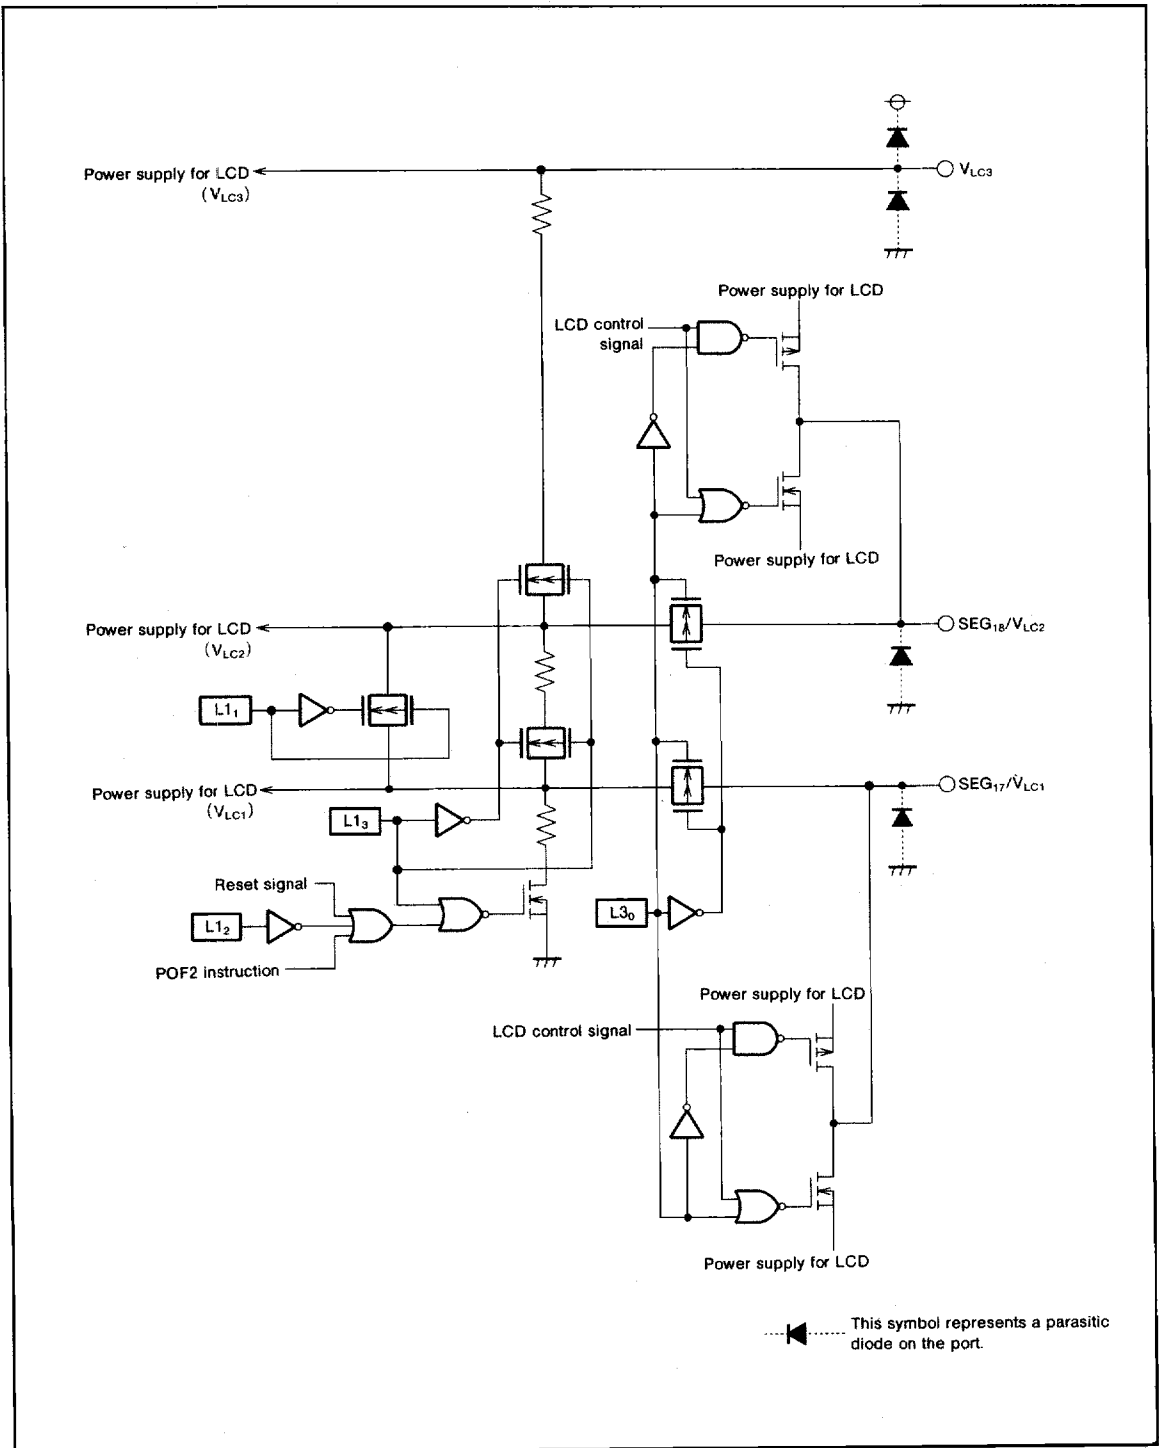 Power supply for LCD
(VLC3)
VLC3
Power supply for LCD
LCD control
signal
Power supply for LCD
Power supply for LCD
(VLC2)
SEG18/VLC2
L11
Power supply for LCD
(VLC1)
SEG17/VLC1
L13
Reset signal
L12
L30
POF2 instruction
Power supply for LCD
LCD control signal
Power supply for LCD
This symbol represents a parasitic
diode on the port.